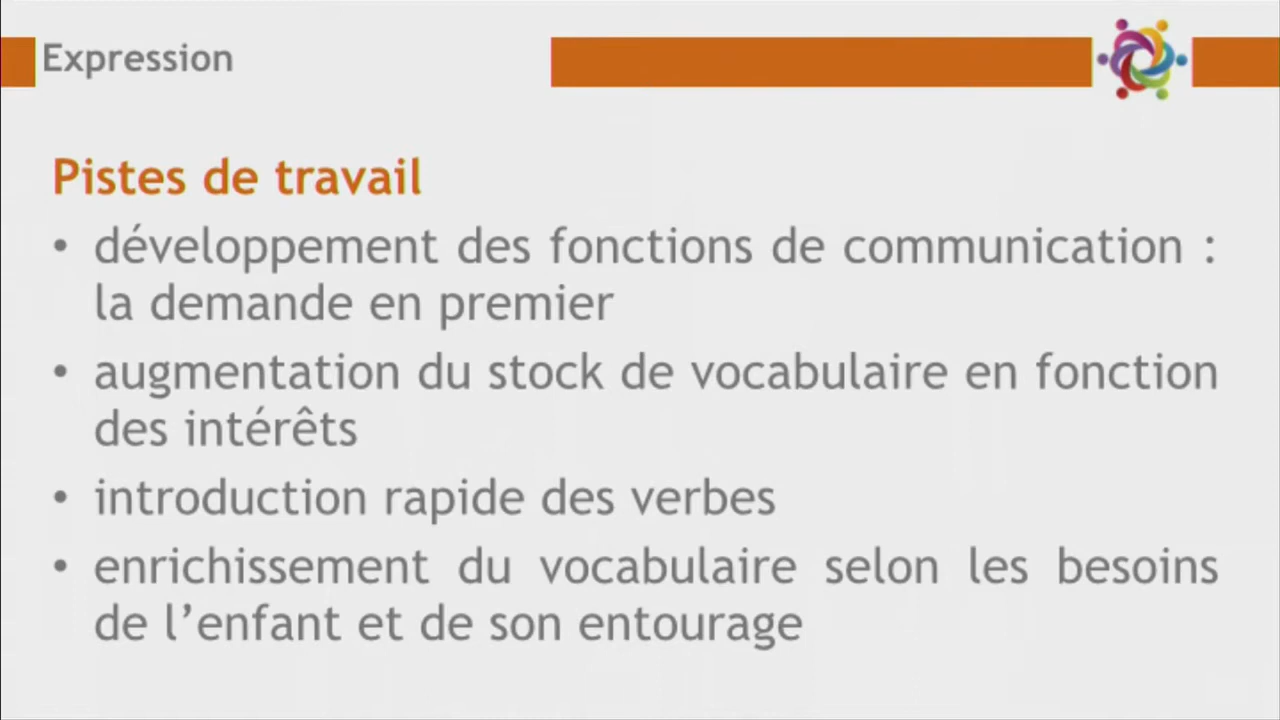 Expression
Pistes de travail
• développement des fonctions de communication :
la demande en premier
• augmentation du stock de vocabulaire en fonction
des intérêts
• introduction rapide des verbes
• enrichissement du vocabulaire selon les besoins
de l’enfant et de son entourage